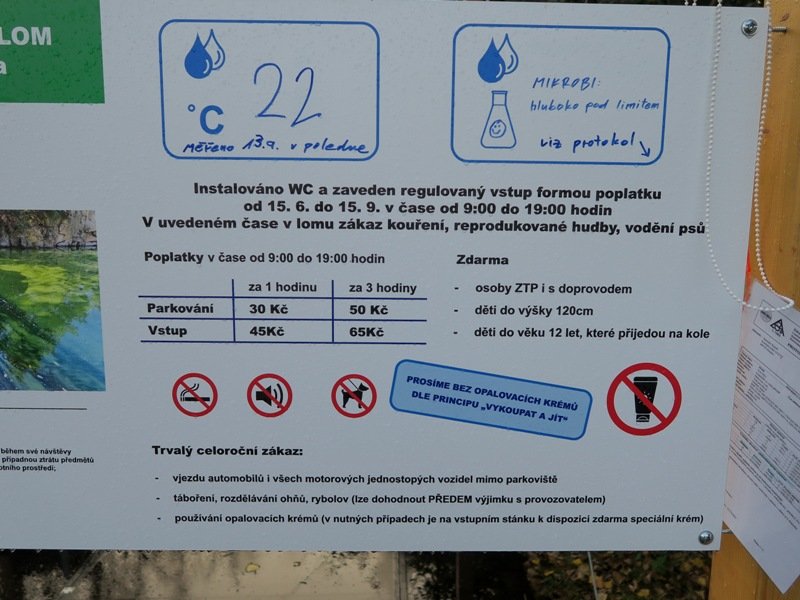 LOM
a
22
°C
Měřeno 13.9. v poledne
MIKROBI:
hluboko pod limitem
viz protokol
Instalováno WC a zaveden regulovaný vstup formou poplatku
od 15. 6. do 15. 9. v čase od 9:00 do 19:00 hodin
V uvedeném čase v lomu zákaz kouření, reprodukované hudby, vodění psů
Poplatky v čase od 9:00 do 19:00 hodin
za 1 hodinu za 3 hodiny
Parkování 30 Kč 50 Kč
Vstup 45Kč 65Kč
Zdarma
- osoby ZTP i s doprovodem
- děti do výšky 120cm
- děti do věku 12 let, které přijedou na kole
PROSÍME BEZ OPALOVACÍCH KRÉMŮ
DLE PRINCIPU „VYKOUPAT A JÍT“
během své návštěvy
případnou ztrátu předmětů
otního prostředí;
Trvalý celoroční zákaz:
- vjezdu automobilů i všech motorových jednostopých vozidel mimo parkoviště
- táboření, rozdělávání ohňů, rybolov (lze dohodnout PŘEDEM výjimku s provozovatelem)
- používání opalovacích krémů (v nutných případech je na vstupním stánku k dispozici zdarma speciální krém)